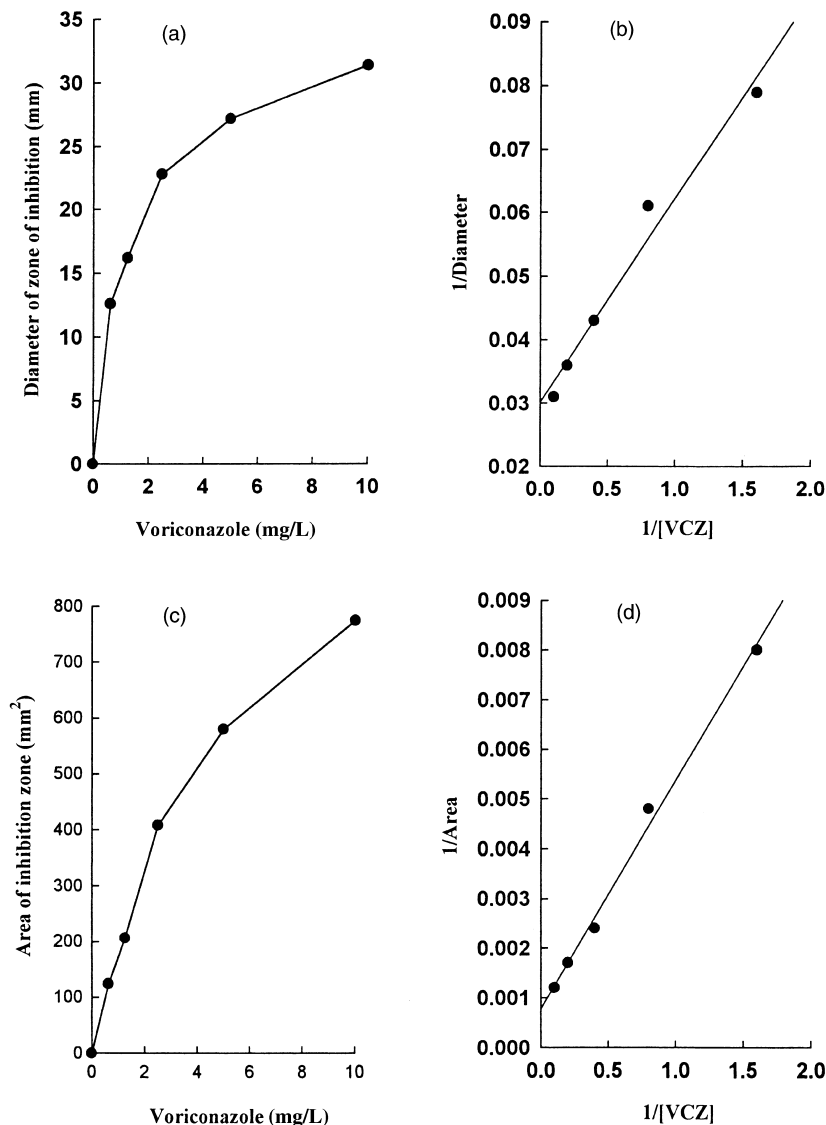 (a)
Diameter of zone of inhibition (mm)
35
30
25
20
15
10
5
0
0 2 4 6 8 10
Voriconazole (mg/L)
(b)
1/Diameter
0.09
0.08
0.07
0.06
0.05
0.04
0.03
0.02
0.0 0.5 1.0 1.5 2.0
1/[VCZ]
(c)
Area of inhibition zone (mm²)
800
700
600
500
400
300
200
100
0
0 2 4 6 8 10
Voriconazole (mg/L)
(d)
1/Area
0.009
0.008
0.007
0.006
0.005
0.004
0.003
0.002
0.001
0.000
0.0 0.5 1.0 1.5 2.0
1/[VCZ]